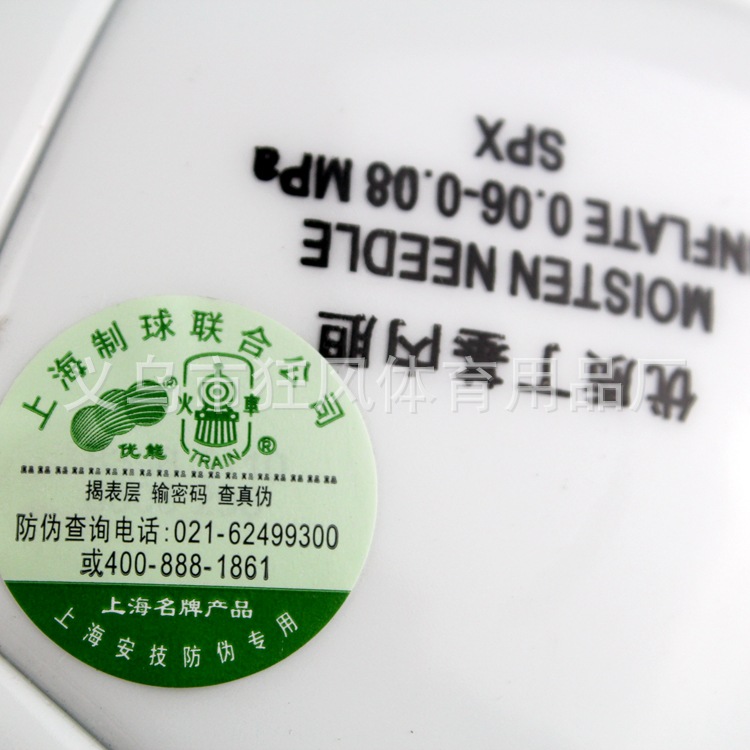 优质丁基内胆
MOISTEN NEEDLE
INFLATE 0.06-0.08 MPa
SPX
义乌市狂风体育用品厂
上海制球联合公司
优能
火車
TRAIN
揭表层 输密码 查真伪
防伪查询电话:021-62499300
或400-888-1861
上海名牌产品
上海安技防伪专用